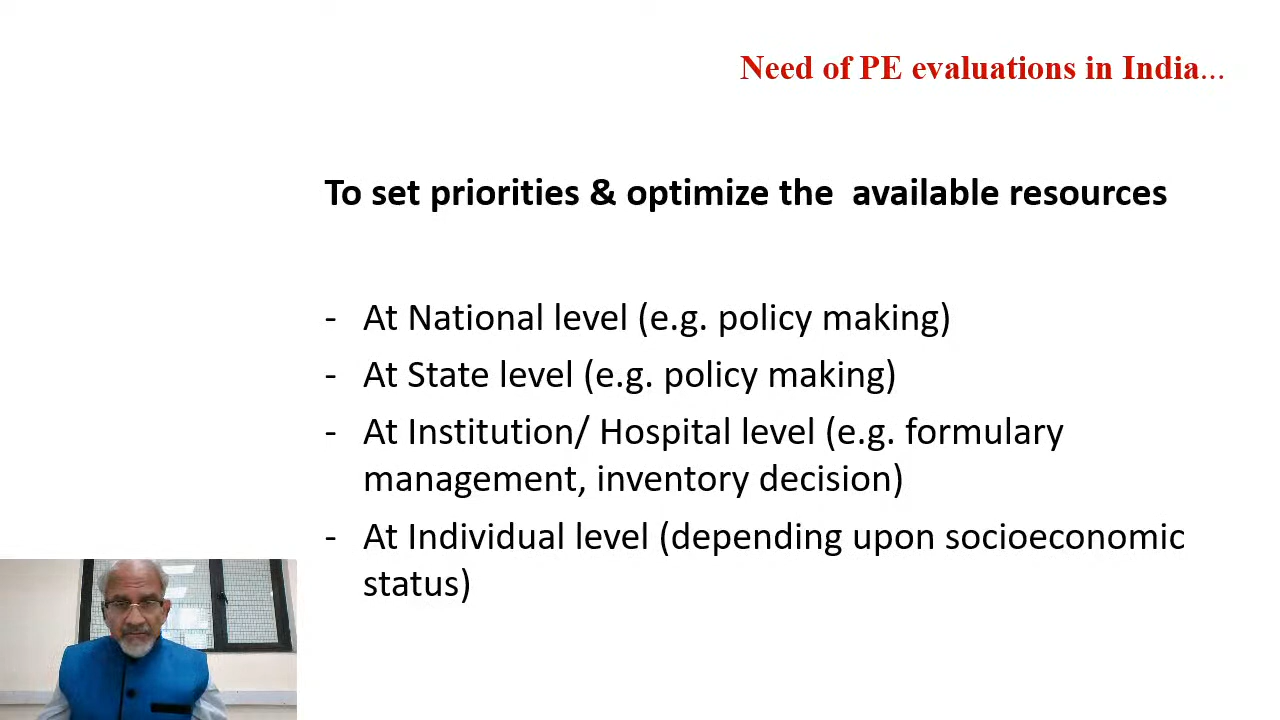 Need of PE evaluations in India...
To set priorities & optimize the available resources
- At National level (e.g. policy making)
- At State level (e.g. policy making)
- At Institution/ Hospital level (e.g. formulary
management, inventory decision)
- At Individual level (depending upon socioeconomic
status)